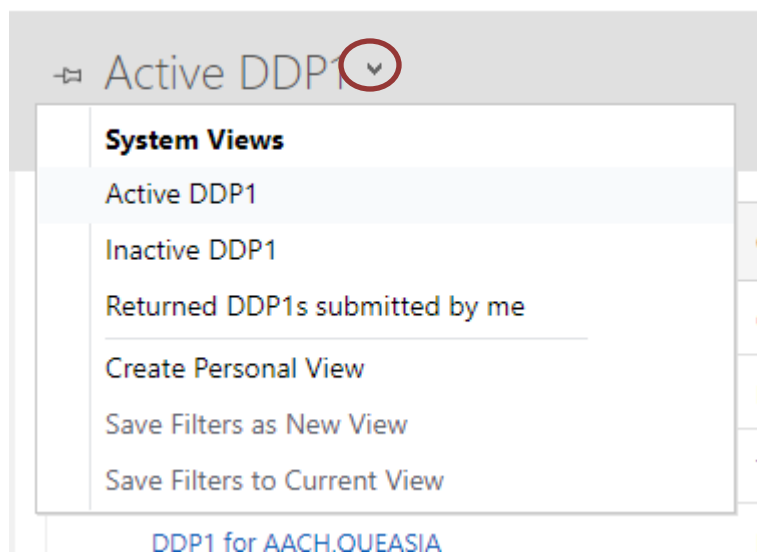 Active DDP1
System Views
Active DDP1
Inactive DDP1
Returned DDP1s submitted by me
Create Personal View
Save Filters as New View
Save Filters to Current View
DDP1 for AACH,QUEASIA